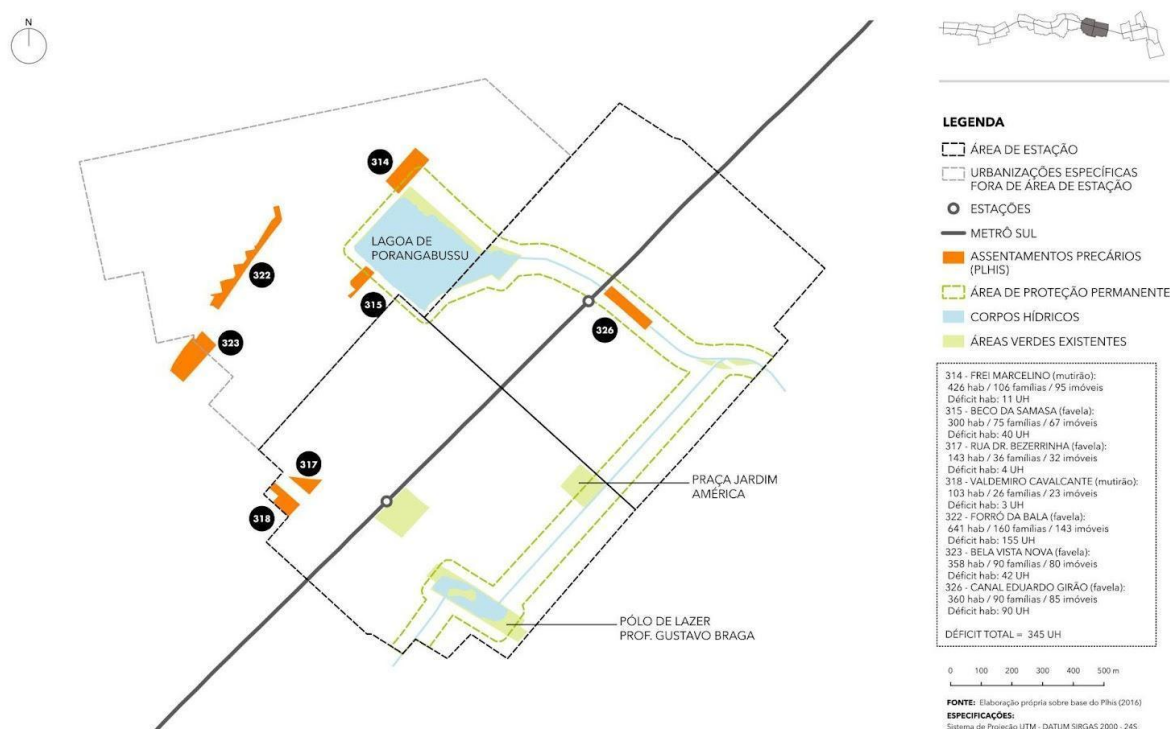 N
314
LAGOA DE
PORANGABUSSU
322
315
323
326
317
318
PRAÇA JARDIM
AMÉRICA
PÓLO DE LAZER
PROF. GUSTAVO BRAGA
LEGENDA
ÁREA DE ESTAÇÃO
URBANIZAÇÕES ESPECÍFICAS
FORA DE ÁREA DE ESTAÇÃO
ESTAÇÕES
METRÔ SUL
ASSENTAMENTOS PRECÁRIOS
(PLHIS)
ÁREA DE PROTEÇÃO PERMANENTE
CORPOS HÍDRICOS
ÁREAS VERDES EXISTENTES
314 - FREI MARCELINO (mutirão):
426 hab / 106 famílias / 95 imóveis
Déficit hab: 11 UH
315 - BECO DA SAMASA (favela):
300 hab / 75 famílias / 67 imóveis
Déficit hab: 40 UH
317 - RUA DR. BEZERRINHA (favela):
143 hab / 36 famílias / 32 imóveis
Déficit hab: 4 UH
318 - VALDEMIRO CAVALCANTE (mutirão):
103 hab / 26 famílias / 23 imóveis
Déficit hab: 3 UH
322 - FORRÓ DA BALA (favela):
641 hab / 160 famílias / 143 imóveis
Déficit hab: 155 UH
323 - BELA VISTA NOVA (favela):
358 hab / 90 famílias / 80 imóveis
Déficit hab: 42 UH
326 - CANAL EDUARDO GIRÃO (favela):
360 hab / 90 famílias / 85 imóveis
Déficit hab: 90 UH
DÉFICIT TOTAL = 345 UH
0 100 200 300 400 500 m
FONTE: Elaboração própria sobre base do Plhis (2016)
ESPECIFICAÇÕES:
Sistema de Projeção UTM - DATUM SIRGAS 2000 - 24S